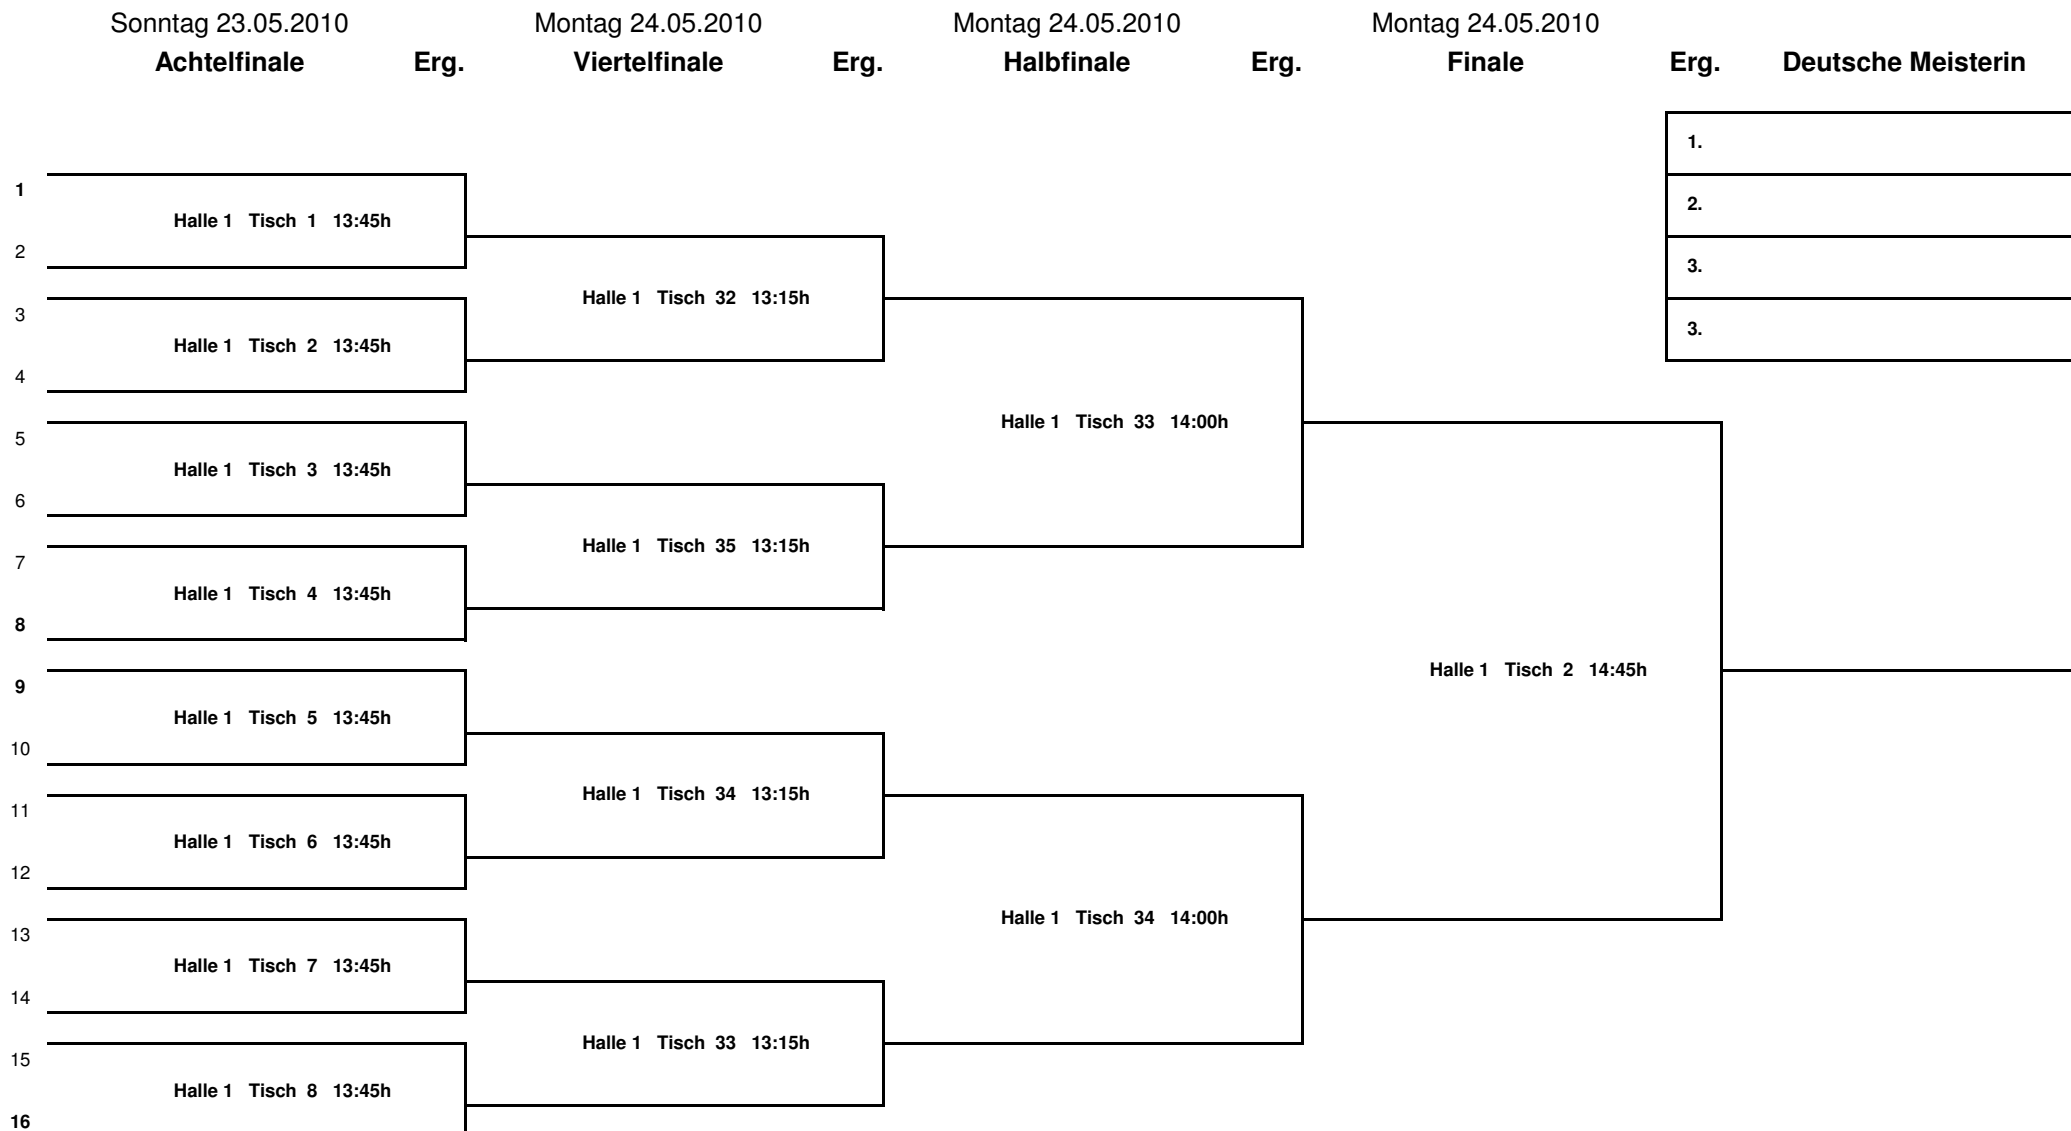 Sonntag 23.05.2010 Montag 24.05.2010 Montag 24.05.2010 Montag 24.05.2010
Achtelfinale Erg. Viertelfinale Erg. Halbfinale Erg. Finale Erg. Deutsche Meisterin
1.
1
2.
Halle 1 Tisch 1 13:45h
2
3.
Halle 1 Tisch 32 13:15h
3
3.
Halle 1 Tisch 2 13:45h
4
Halle 1 Tisch 33 14:00h
5
Halle 1 Tisch 3 13:45h
6
Halle 1 Tisch 35 13:15h
7
Halle 1 Tisch 4 13:45h
8
Halle 1 Tisch 2 14:45h
9
Halle 1 Tisch 5 13:45h
10
Halle 1 Tisch 34 13:15h
11
Halle 1 Tisch 6 13:45h
12
Halle 1 Tisch 34 14:00h
13
Halle 1 Tisch 7 13:45h
14
Halle 1 Tisch 33 13:15h
15
Halle 1 Tisch 8 13:45h
16